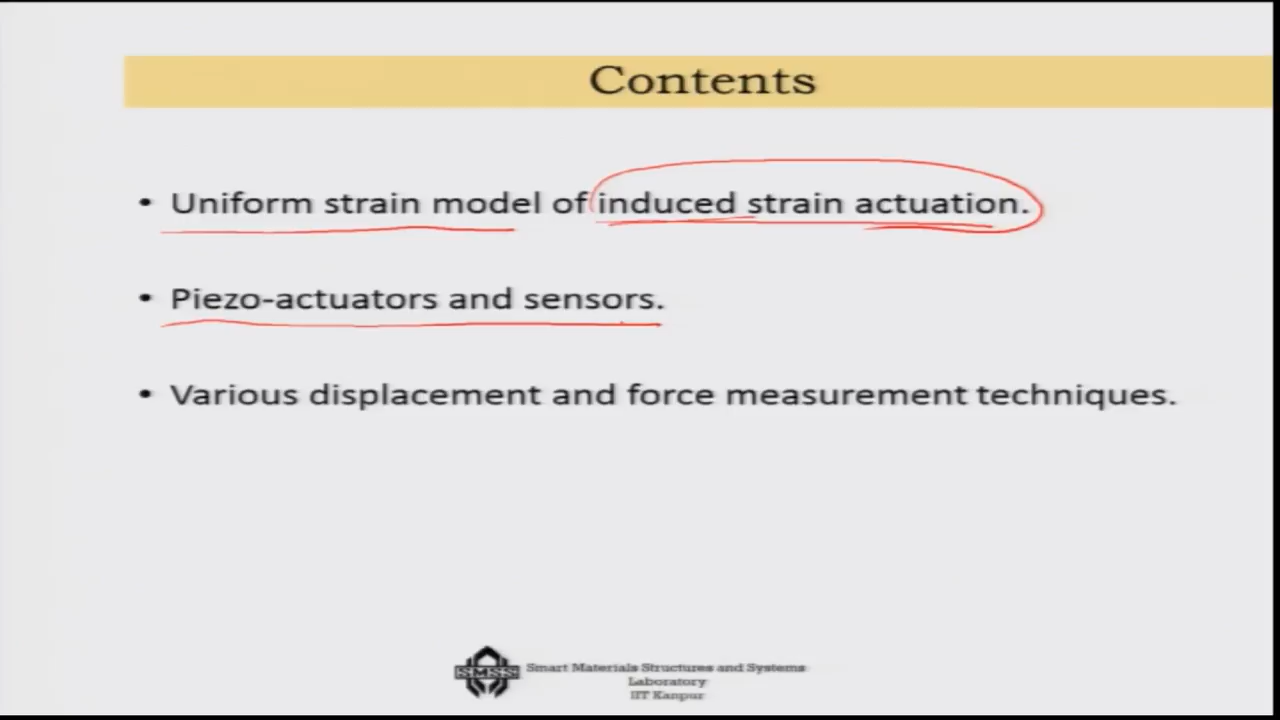 Contents
• Uniform strain model of induced strain actuation.
• Piezo-actuators and sensors.
• Various displacement and force measurement techniques.
SMSS
Smart Materials Structures and Systems
Laboratory
IIT Kanpur